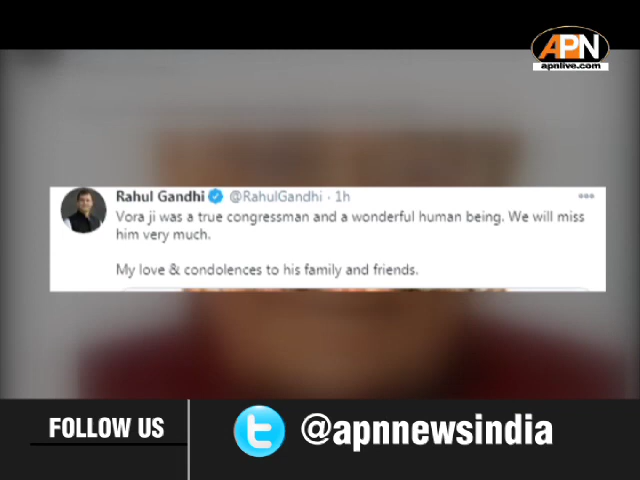 APN
apnlive.com
Rahul Gandhi @RahulGandhi · 1h
Vora ji was a true congressman and a wonderful human being. We will miss
him very much.
My love & condolences to his family and friends.
FOLLOW US
@apnnewsindia